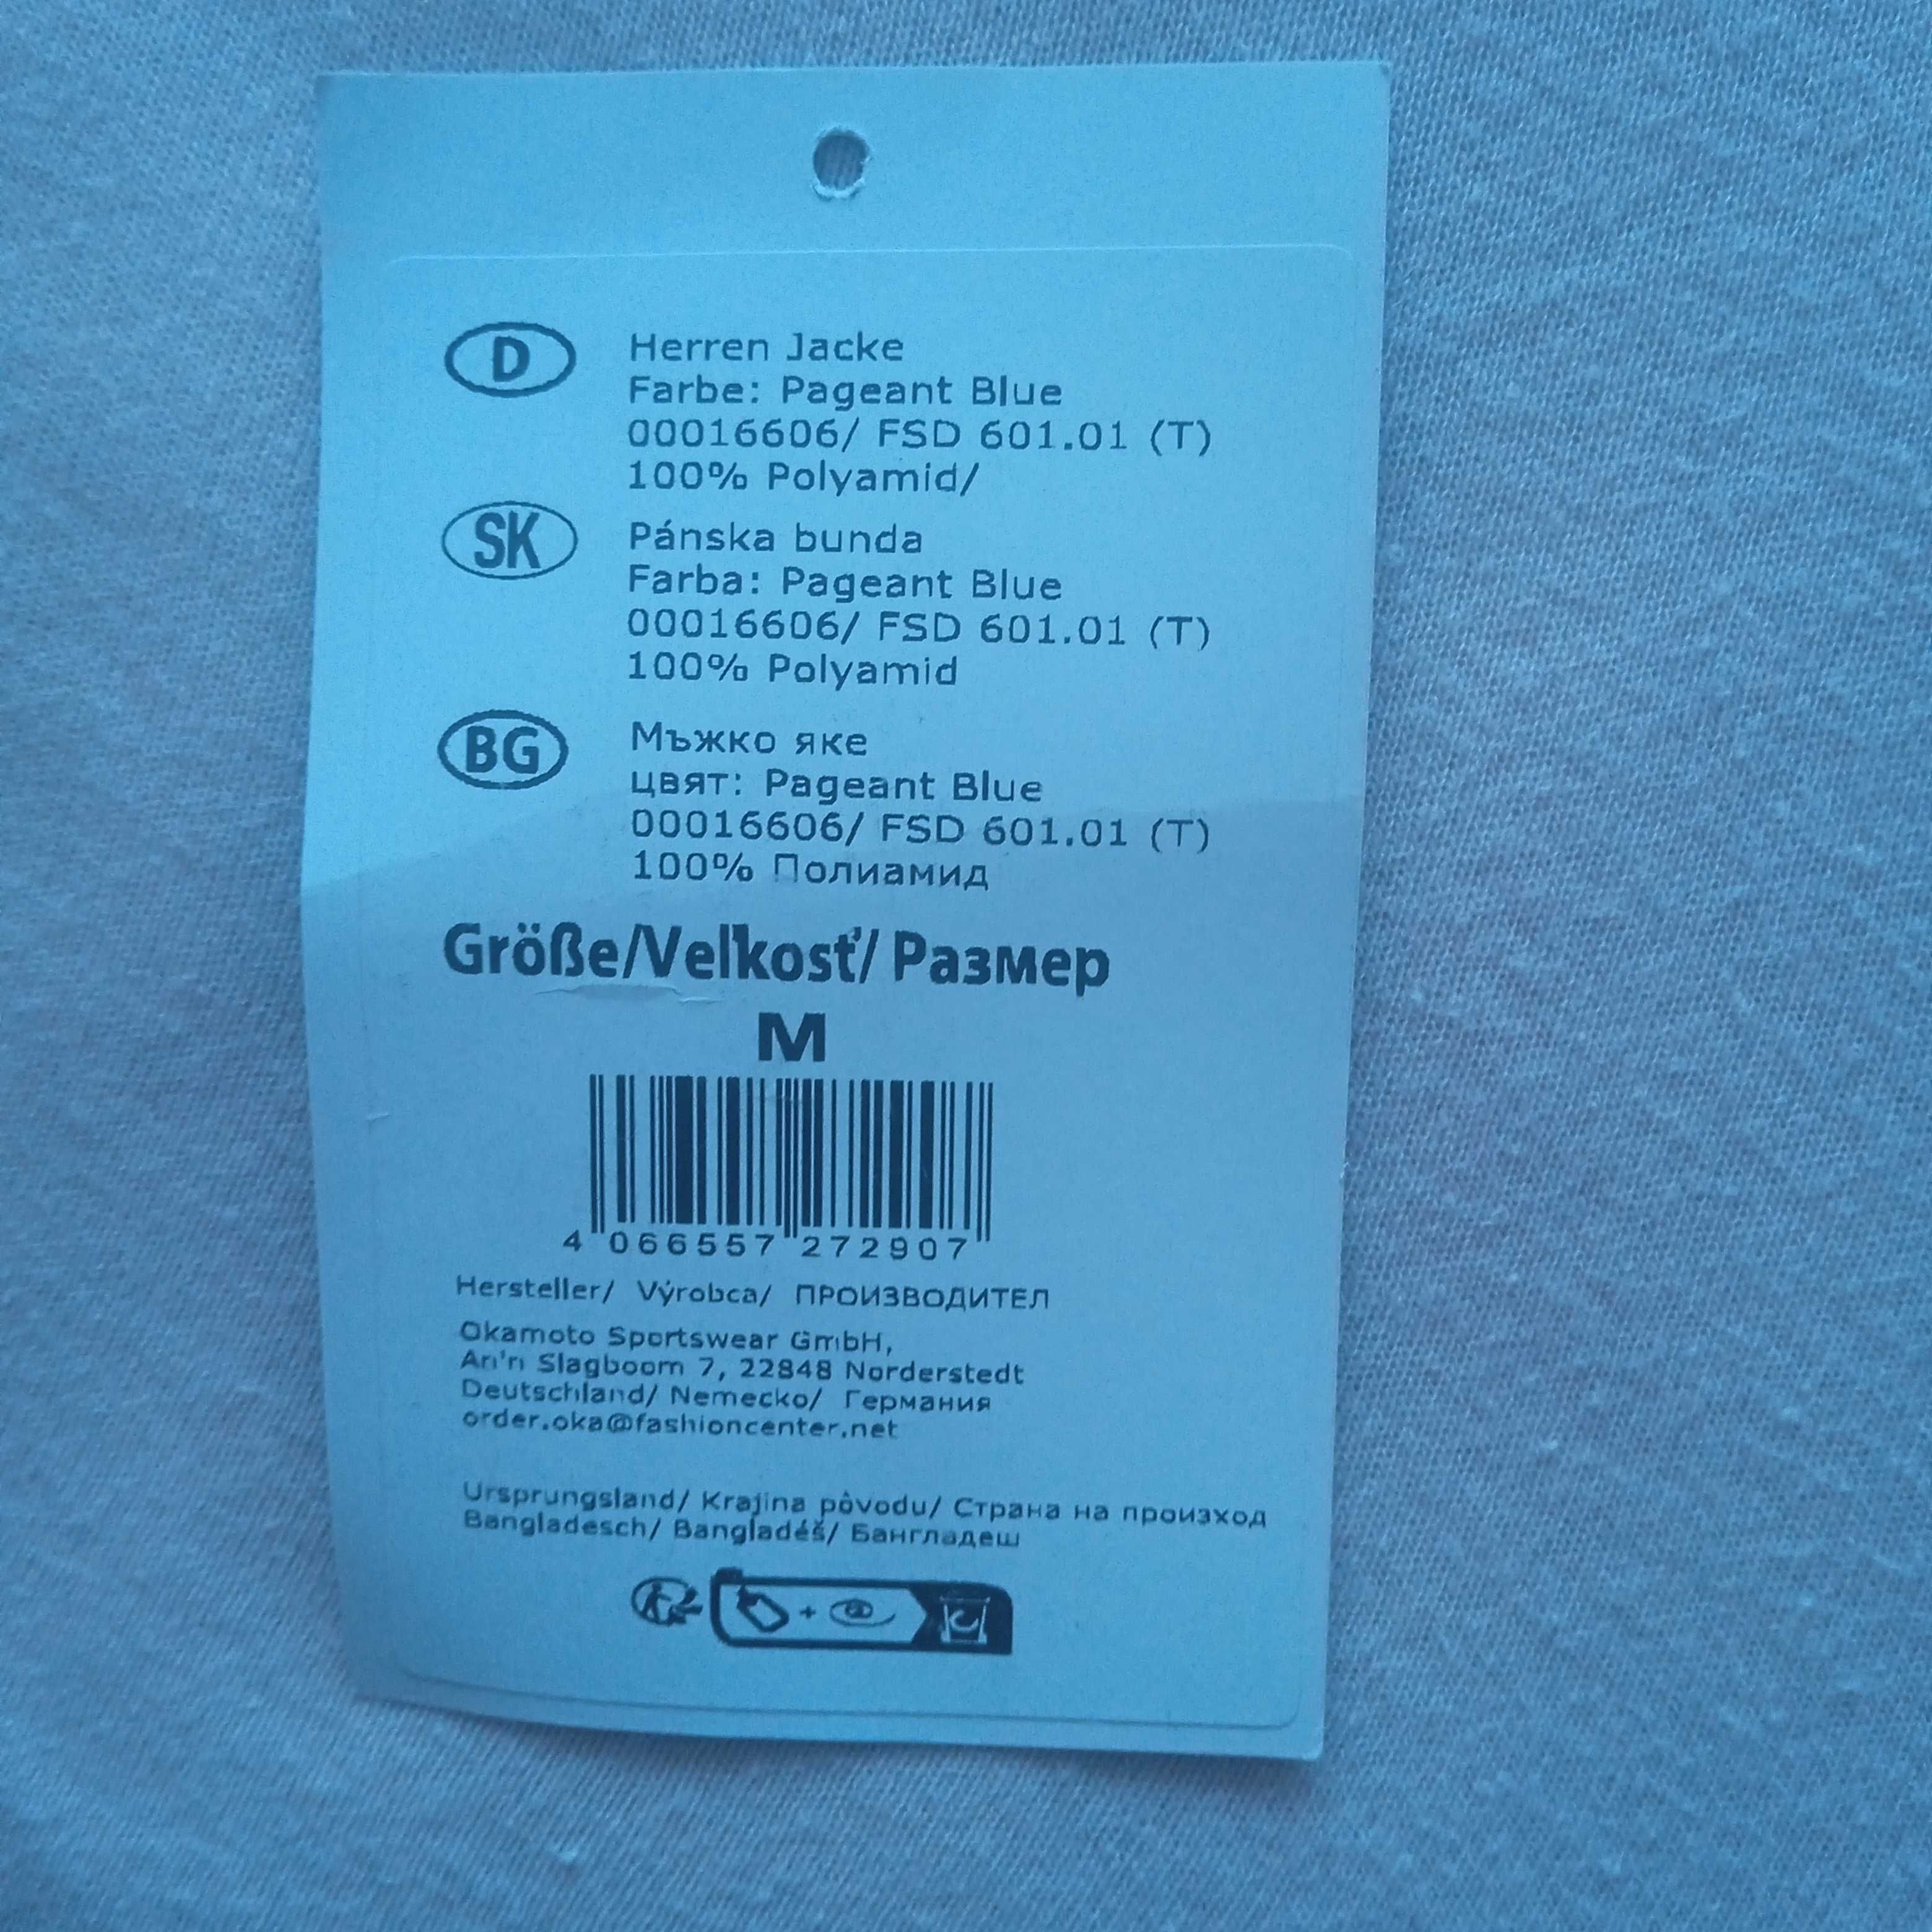 D
Herren Jacke
Farbe: Pageant Blue
00016606/ FSD 601.01 (T)
100% Polyamid/
SK
Pánska bunda
Farba: Pageant Blue
00016606/ FSD 601.01 (T)
100% Polyamid
BG
Мъжко яке
цвят: Pageant Blue
00016606/ FSD 601.01 (T)
100% Полиамид
Größe/Veľkosť/ Размер
M
4 066557 272907
Hersteller/ Výrobca/ ПРОИЗВОДИТЕЛ
Okamoto Sportswear GmbH,
An'n Slagboom 7, 22848 Norderstedt
Deutschland/ Nemecko/ Германия
order.oka@fashioncenter.net
Ursprungsland/ Krajina pôvodu/ Страна на произход
Bangladesch/ Bangladéš/ Бангладеш